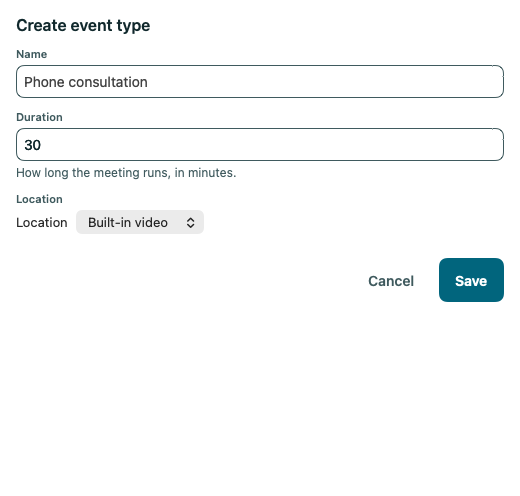 Create event type
Name
Phone consultation
Duration
30
How long the meeting runs, in minutes.
Location
Location Built-in video
Cancel Save